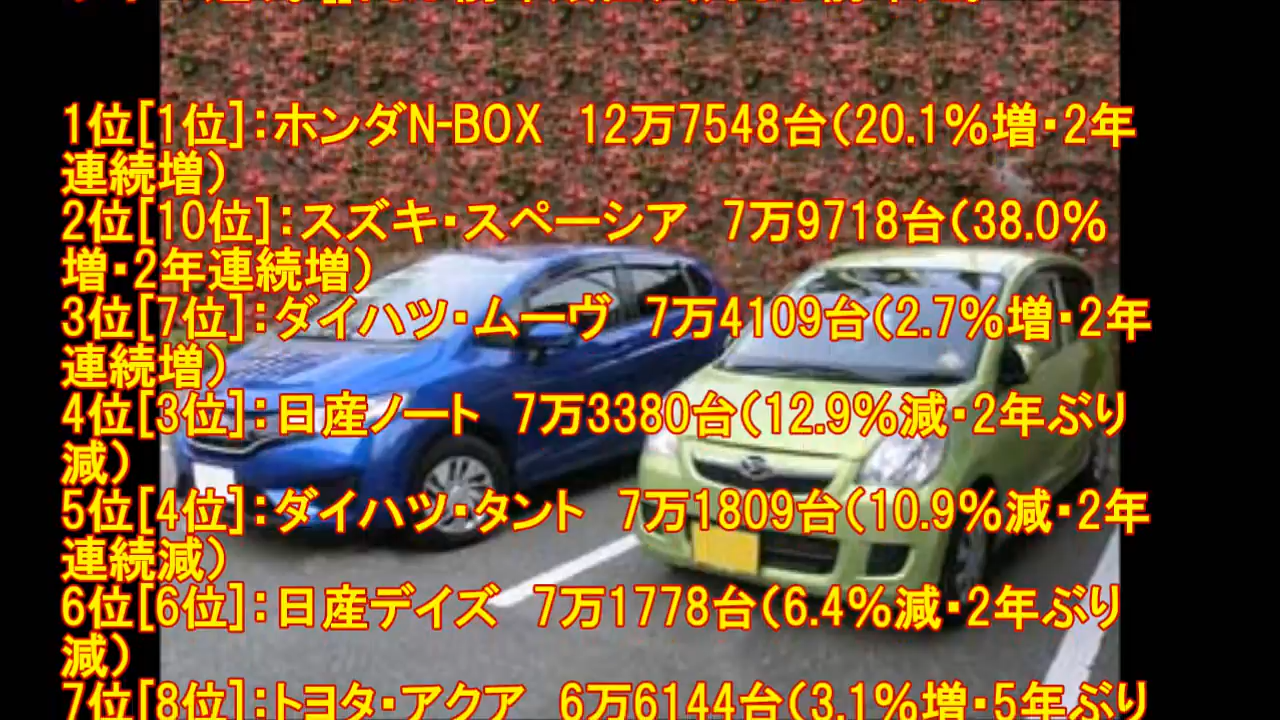 1位[1位]：ホンダN-BOX　12万7548台（20.1％増・2年
連続増）
2位[10位]：スズキ・スペーシア　7万9718台（38.0％
増・2年連続増）
3位[7位]：ダイハツ・ムーヴ　7万4109台（2.7％増・2年
連続増）
4位[3位]：日産ノート　7万3380台（12.9％減・2年ぶり
減）
5位[4位]：ダイハツ・タント　7万1809台（10.9％減・2年
連続減）
6位[6位]：日産デイズ　7万1778台（6.4％減・2年ぶり
減）
7位[8位]：トヨタ・アクア　6万6144台（3.1％増・5年ぶり